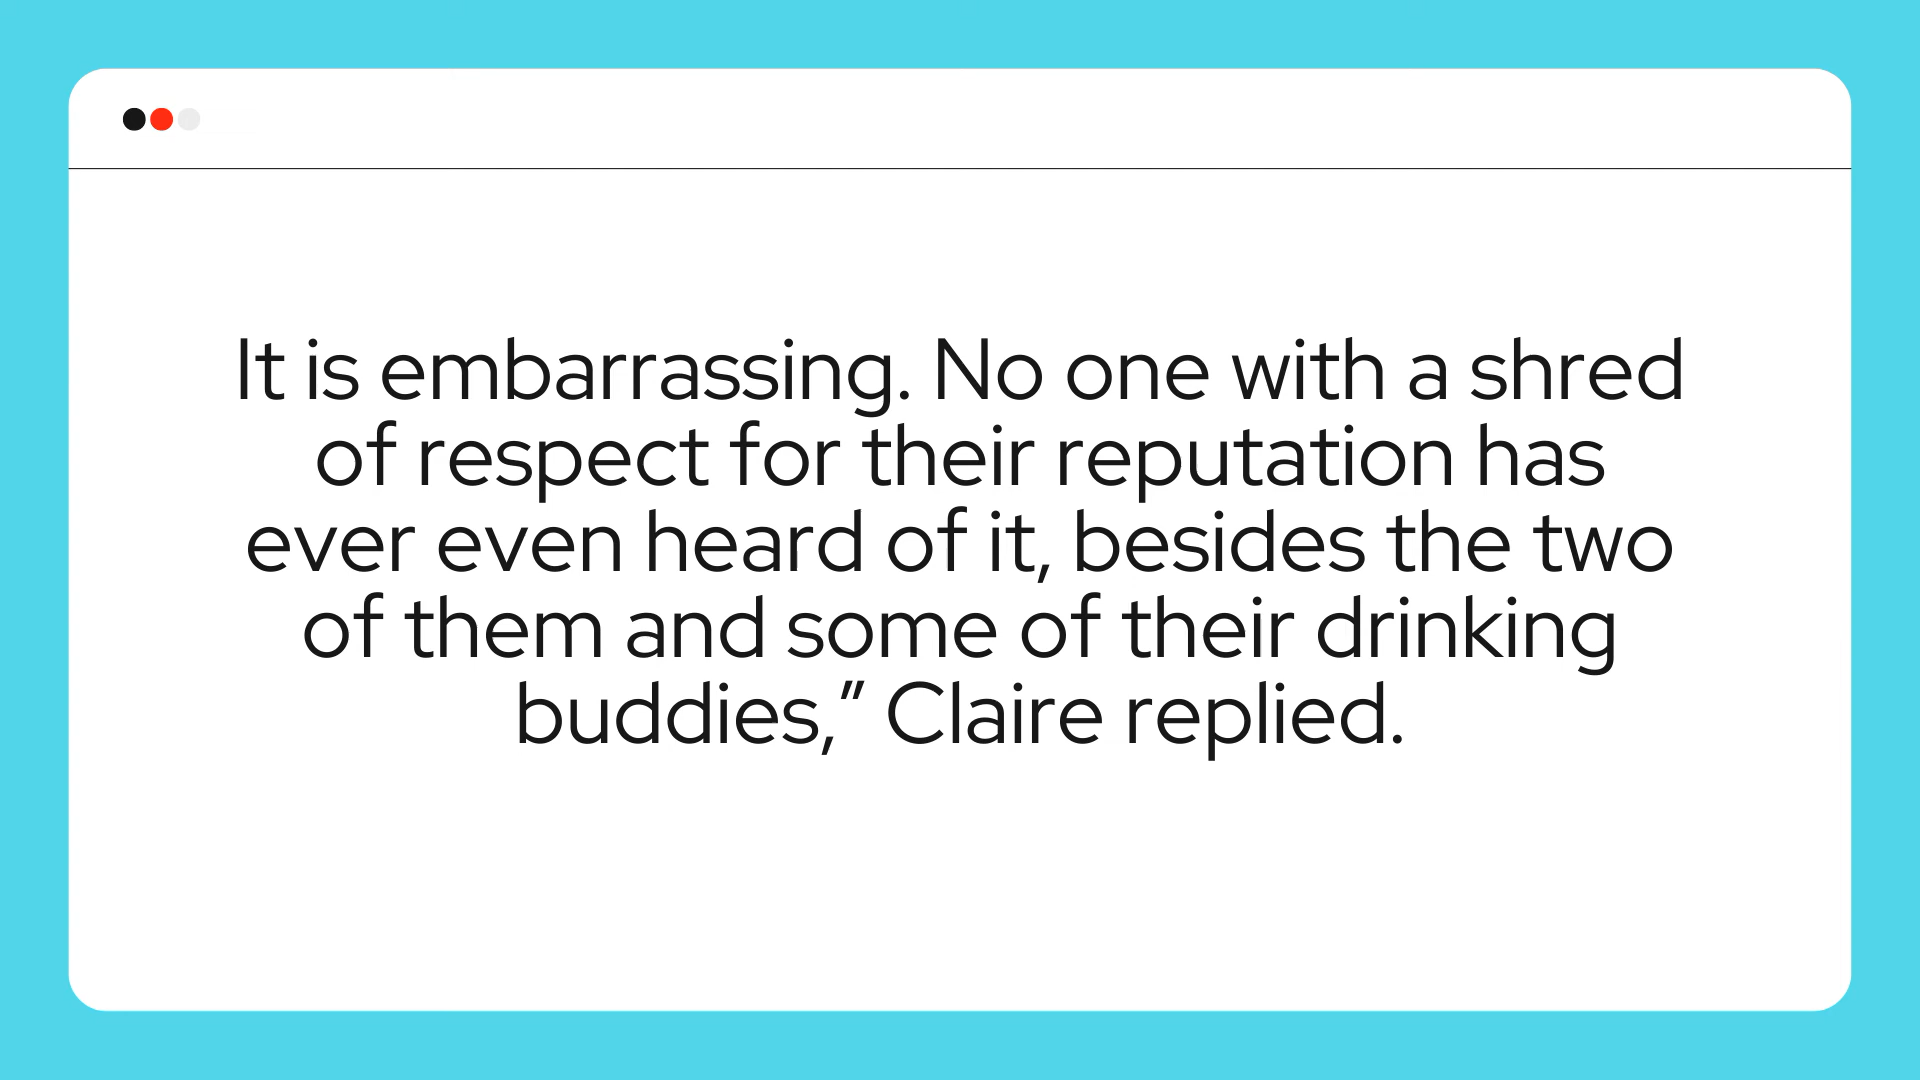 It is embarrassing. No one with a shred
of respect for their reputation has
ever even heard of it, besides the two
of them and some of their drinking
buddies,” Claire replied.